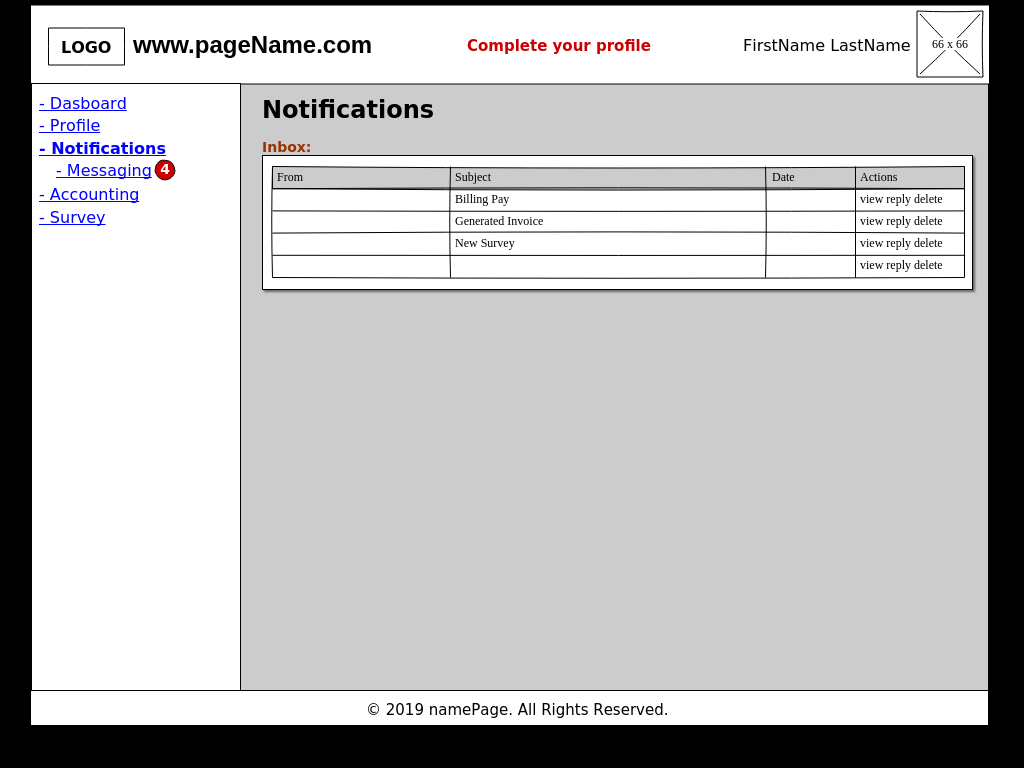 LOGO www.pageName.com Complete your profile FirstName LastName 66 x 66
- Dasboard
- Profile
- Notifications
- Messaging 4
- Accounting
- Survey
Notifications
Inbox:
From Subject Date Actions
Billing Pay view reply delete
Generated Invoice view reply delete
New Survey view reply delete
view reply delete
© 2019 namePage. All Rights Reserved.